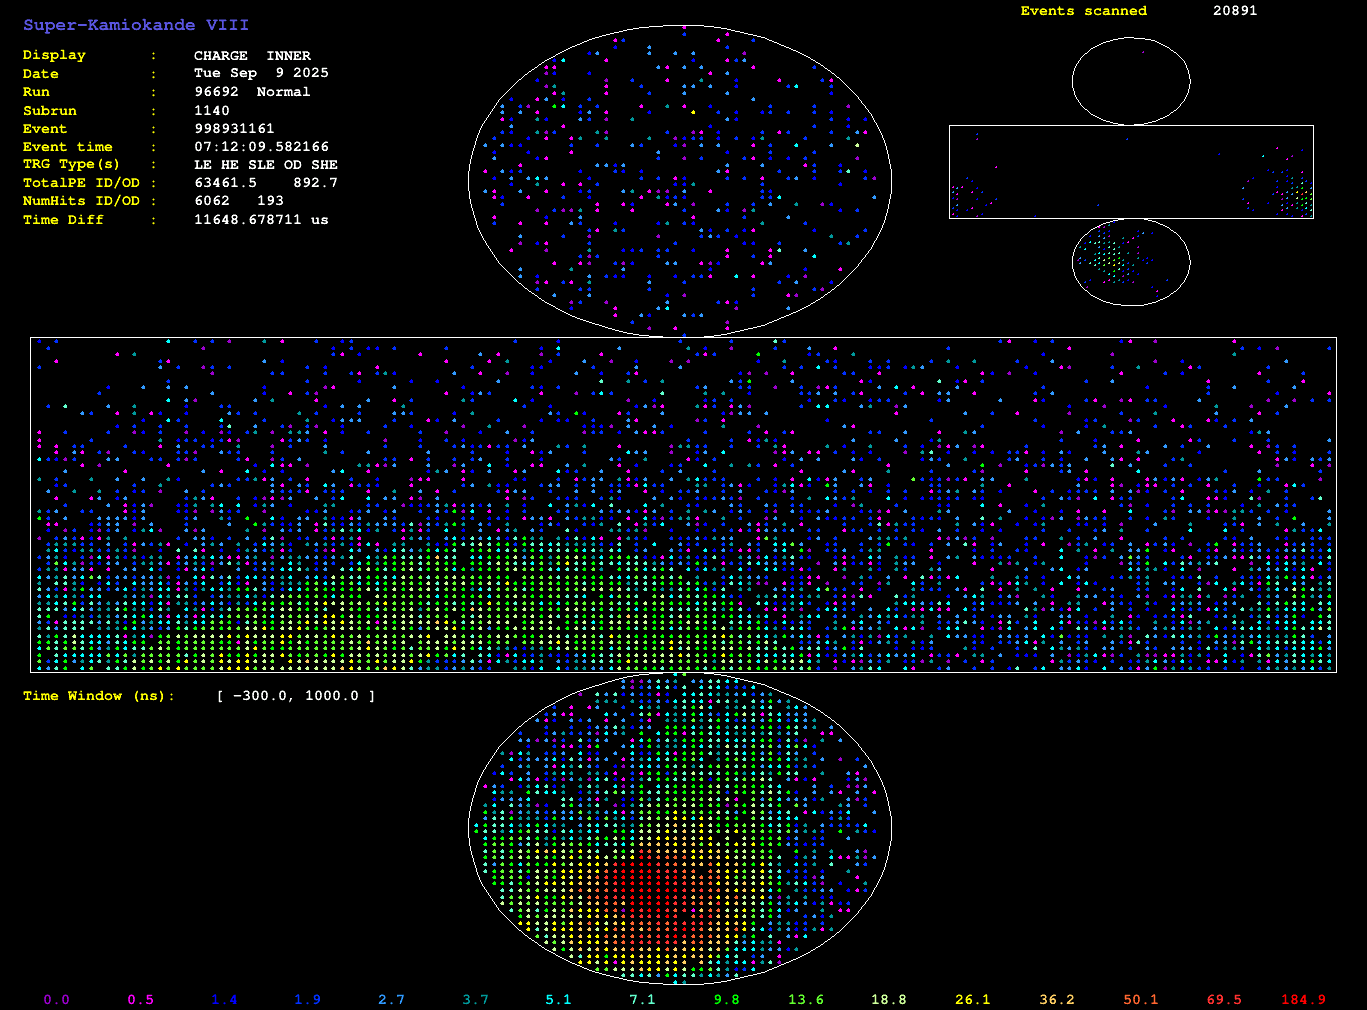 Super-Kamiokande VIII
Display : CHARGE INNER
Date : Tue Sep 9 2025
Run : 96692 Normal
Subrun : 1140
Event : 998931161
Event time : 07:12:09.582166
TRG Type(s) : LE HE SLE OD SHE
TotalPE ID/OD : 63461.5 892.7
NumHits ID/OD : 6062 193
Time Diff : 11648.678711 us
Events scanned 20891
Time Window (ns): [ -300.0, 1000.0 ]
0.0 0.5 1.4 1.9 2.7 3.7 5.1 7.1 9.8 13.6 18.8 26.1 36.2 50.1 69.5 184.9